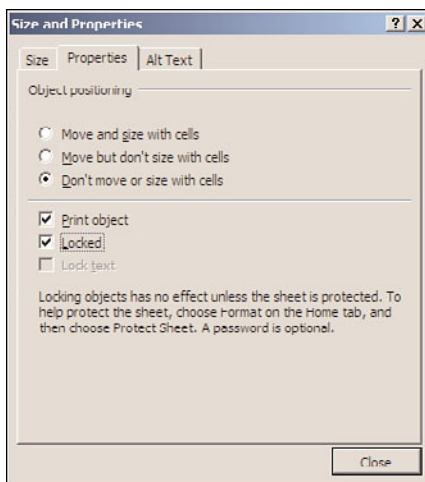 Size and Properties
Size Properties Alt Text
Object positioning
Move and size with cells
Move but don't size with cells
Don't move or size with cells
Print object
Locked
Lock text
Locking objects has no effect unless the sheet is protected. To
help protect the sheet, choose Format on the Home tab, and
then choose Protect Sheet. A password is optional.
Close